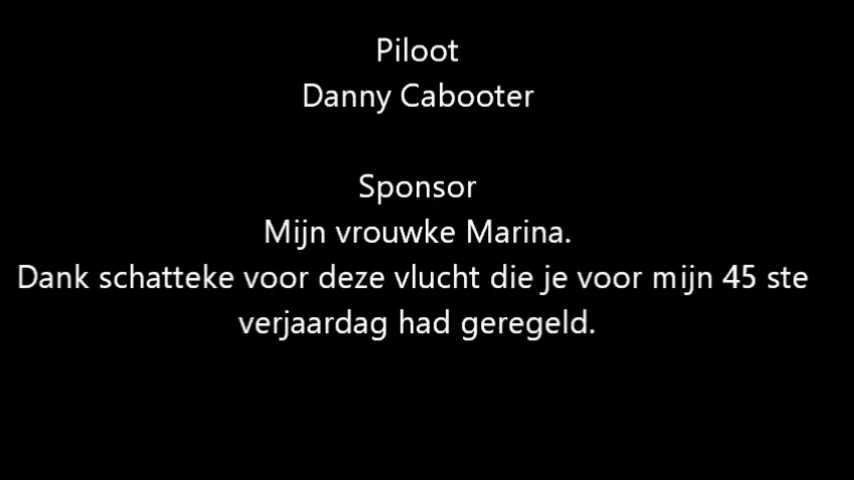 Piloot
Danny Cabooter
Sponsor
Mijn vrouwke Marina.
Dank schatteke voor deze vlucht die je voor mijn 45 ste
verjaardag had geregeld.